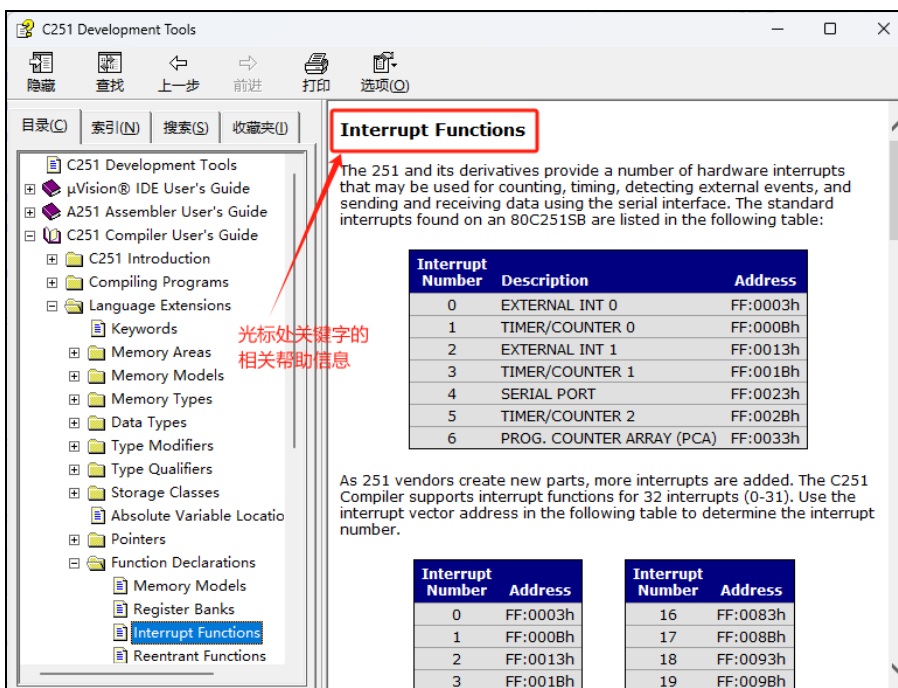 C251 Development Tools
隐藏 查找 上一步 前进 打印 选项(O)
目录(C) 索引(N) 搜索(S) 收藏夹(I)
C251 Development Tools
µVision® IDE User's Guide
A251 Assembler User's Guide
C251 Compiler User's Guide
C251 Introduction
Compiling Programs
Language Extensions
Keywords
Memory Areas
Memory Models
Memory Types
Data Types
Type Modifiers
Type Qualifiers
Storage Classes
Absolute Variable Locatio
Pointers
Function Declarations
Memory Models
Register Banks
Interrupt Functions
Reentrant Functions
光标处关键字的
相关帮助信息
Interrupt Functions
The 251 and its derivatives provide a number of hardware interrupts
that may be used for counting, timing, detecting external events, and
sending and receiving data using the serial interface. The standard
interrupts found on an 80C251SB are listed in the following table:
Interrupt
Number Description Address
0 EXTERNAL INT 0 FF:0003h
1 TIMER/COUNTER 0 FF:000Bh
2 EXTERNAL INT 1 FF:0013h
3 TIMER/COUNTER 1 FF:001Bh
4 SERIAL PORT FF:0023h
5 TIMER/COUNTER 2 FF:002Bh
6 PROG. COUNTER ARRAY (PCA) FF:0033h
As 251 vendors create new parts, more interrupts are added. The C251
Compiler supports interrupt functions for 32 interrupts (0-31). Use the
interrupt vector address in the following table to determine the interrupt
number.
Interrupt Interrupt
Number Address Number Address
0 FF:0003h 16 FF:0083h
1 FF:000Bh 17 FF:008Bh
2 FF:0013h 18 FF:0093h
3 FF:001Bh 19 FF:009Bh